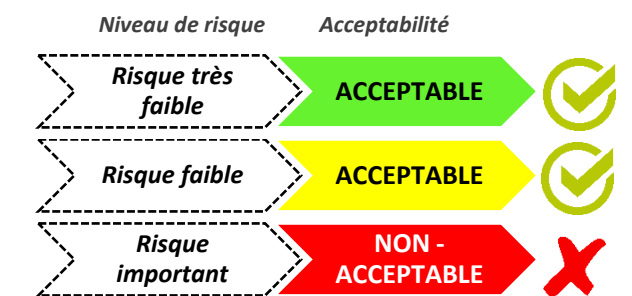 Niveau de risque Acceptabilité
Risque très
faible
ACCEPTABLE
Risque faible
ACCEPTABLE
Risque
important
NON -
ACCEPTABLE